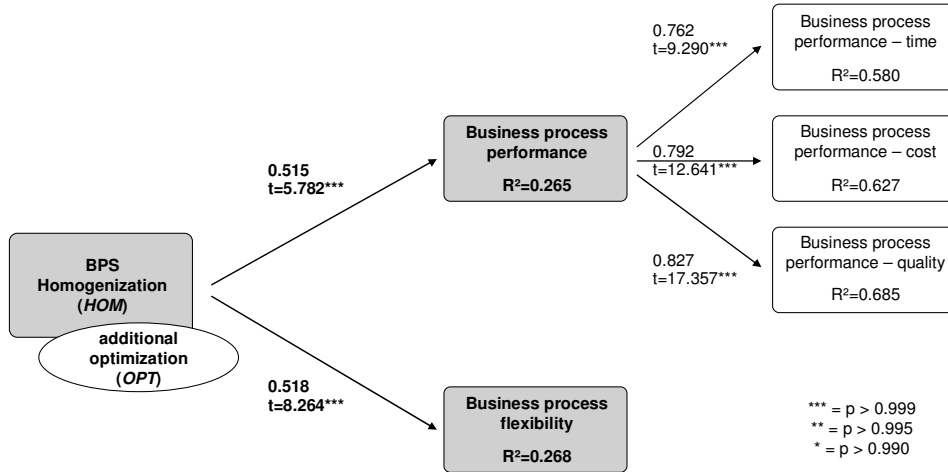 0.762
t=9.290***
Business process
performance – time
R²=0.580
Business process
performance
R²=0.265
0.792
t=12.641***
Business process
performance – cost
R²=0.627
0.515
t=5.782***
0.827
t=17.357***
Business process
performance – quality
R²=0.685
BPS
Homogenization
(HOM)
additional
optimization
(OPT)
0.518
t=8.264***
Business process
flexibility
R²=0.268
*** = p > 0.999
** = p > 0.995
* = p > 0.990